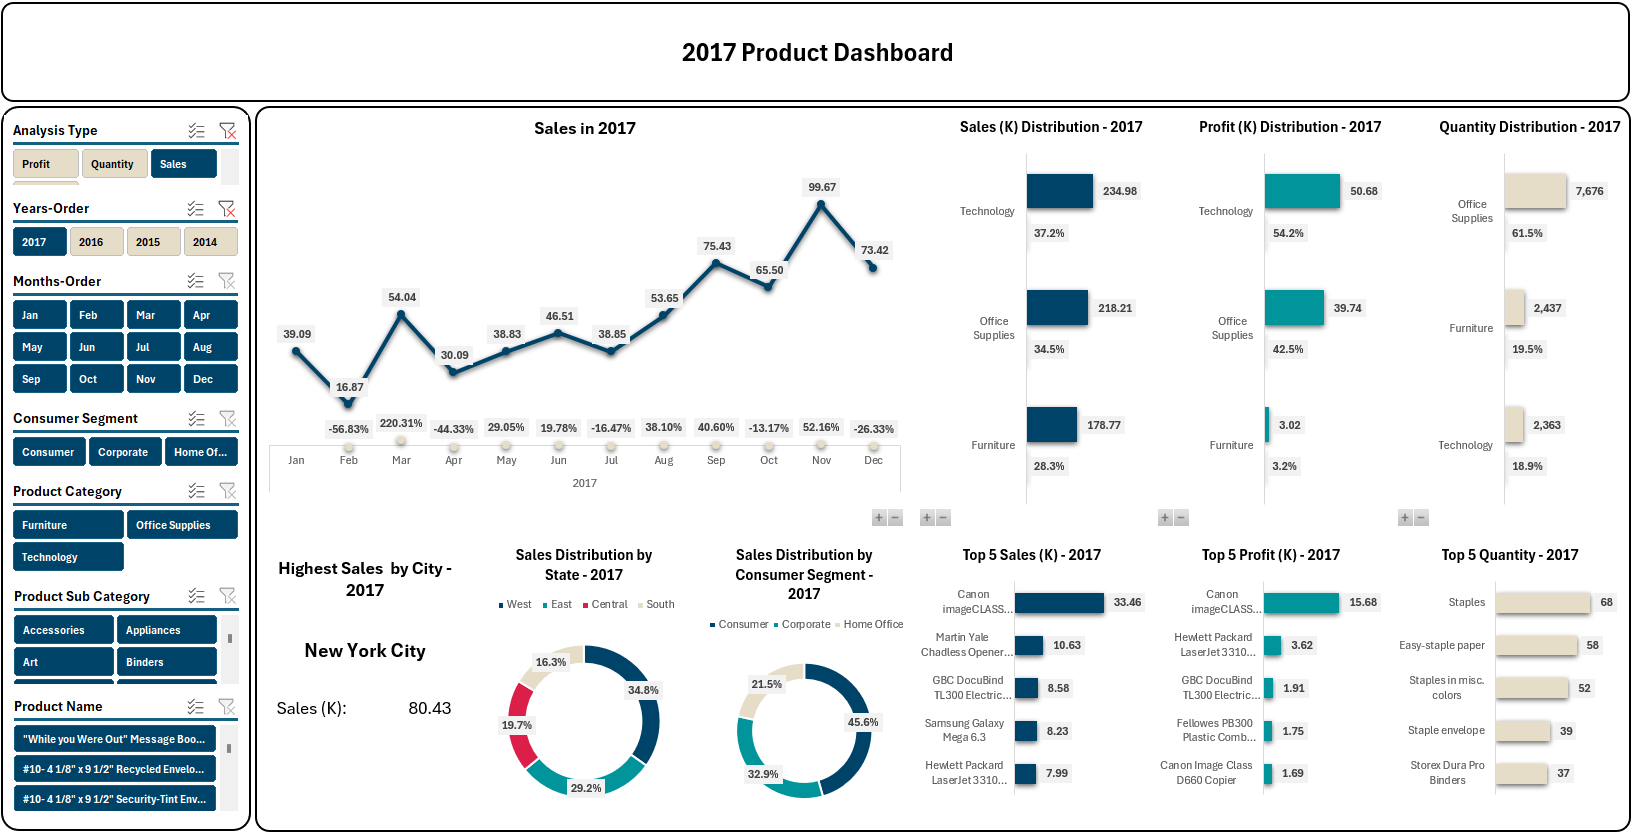 2017 Product Dashboard
Analysis Type
Profit
Quantity
Sales
Years-Order
2017
2016
2015
2014
Months-Order
Jan
Feb
Mar
Apr
May
Jun
Jul
Aug
Sep
Oct
Nov
Dec
Consumer Segment
Consumer
Corporate
Home Of...
Product Category
Furniture
Office Supplies
Technology
Product Sub Category
Accessories
Appliances
Art
Binders
Product Name
"While you Were Out" Message Boo...
#10- 4 1/8" x 9 1/2" Recycled Envelo...
#10- 4 1/8" x 9 1/2" Security-Tint Env...
Sales in 2017
39.09
16.87
54.04
30.09
38.83
46.51
38.85
53.65
75.43
65.50
99.67
73.42
-56.83%
220.31%
-44.33%
29.05%
19.78%
-16.47%
38.10%
40.60%
-13.17%
52.16%
-26.33%
Jan
Feb
Mar
Apr
May
Jun
Jul
Aug
Sep
Oct
Nov
Dec
2017
Sales (K) Distribution - 2017
Technology
234.98
37.2%
Office
Supplies
218.21
34.5%
Furniture
178.77
28.3%
Profit (K) Distribution - 2017
Technology
50.68
54.2%
Office
Supplies
39.74
42.5%
Furniture
3.02
3.2%
Quantity Distribution - 2017
Office
Supplies
7,676
61.5%
Furniture
2,437
19.5%
Technology
2,363
18.9%
Highest Sales by City -
2017
New York City
Sales (K): 80.43
Sales Distribution by
State - 2017
West East Central South
34.8%
29.2%
19.7%
16.3%
Sales Distribution by
Consumer Segment -
2017
Consumer Corporate Home Office
45.6%
32.9%
21.5%
Top 5 Sales (K) - 2017
Canon
imageCLASS...
33.46
Martin Yale
Chadless Opener...
10.63
GBC DocuBind
TL300 Electric...
8.58
Samsung Galaxy
Mega 6.3
8.23
Hewlett Packard
LaserJet 3310...
7.99
Top 5 Profit (K) - 2017
Canon
imageCLASS...
15.68
Hewlett Packard
LaserJet 3310...
3.62
GBC DocuBind
TL300 Electric...
1.91
Fellowes PB300
Plastic Comb...
1.75
Canon Image Class
D660 Copier
1.69
Top 5 Quantity - 2017
Staples
68
Easy-staple paper
58
Staples in misc.
colors
52
Staple envelope
39
Storex Dura Pro
Binders
37